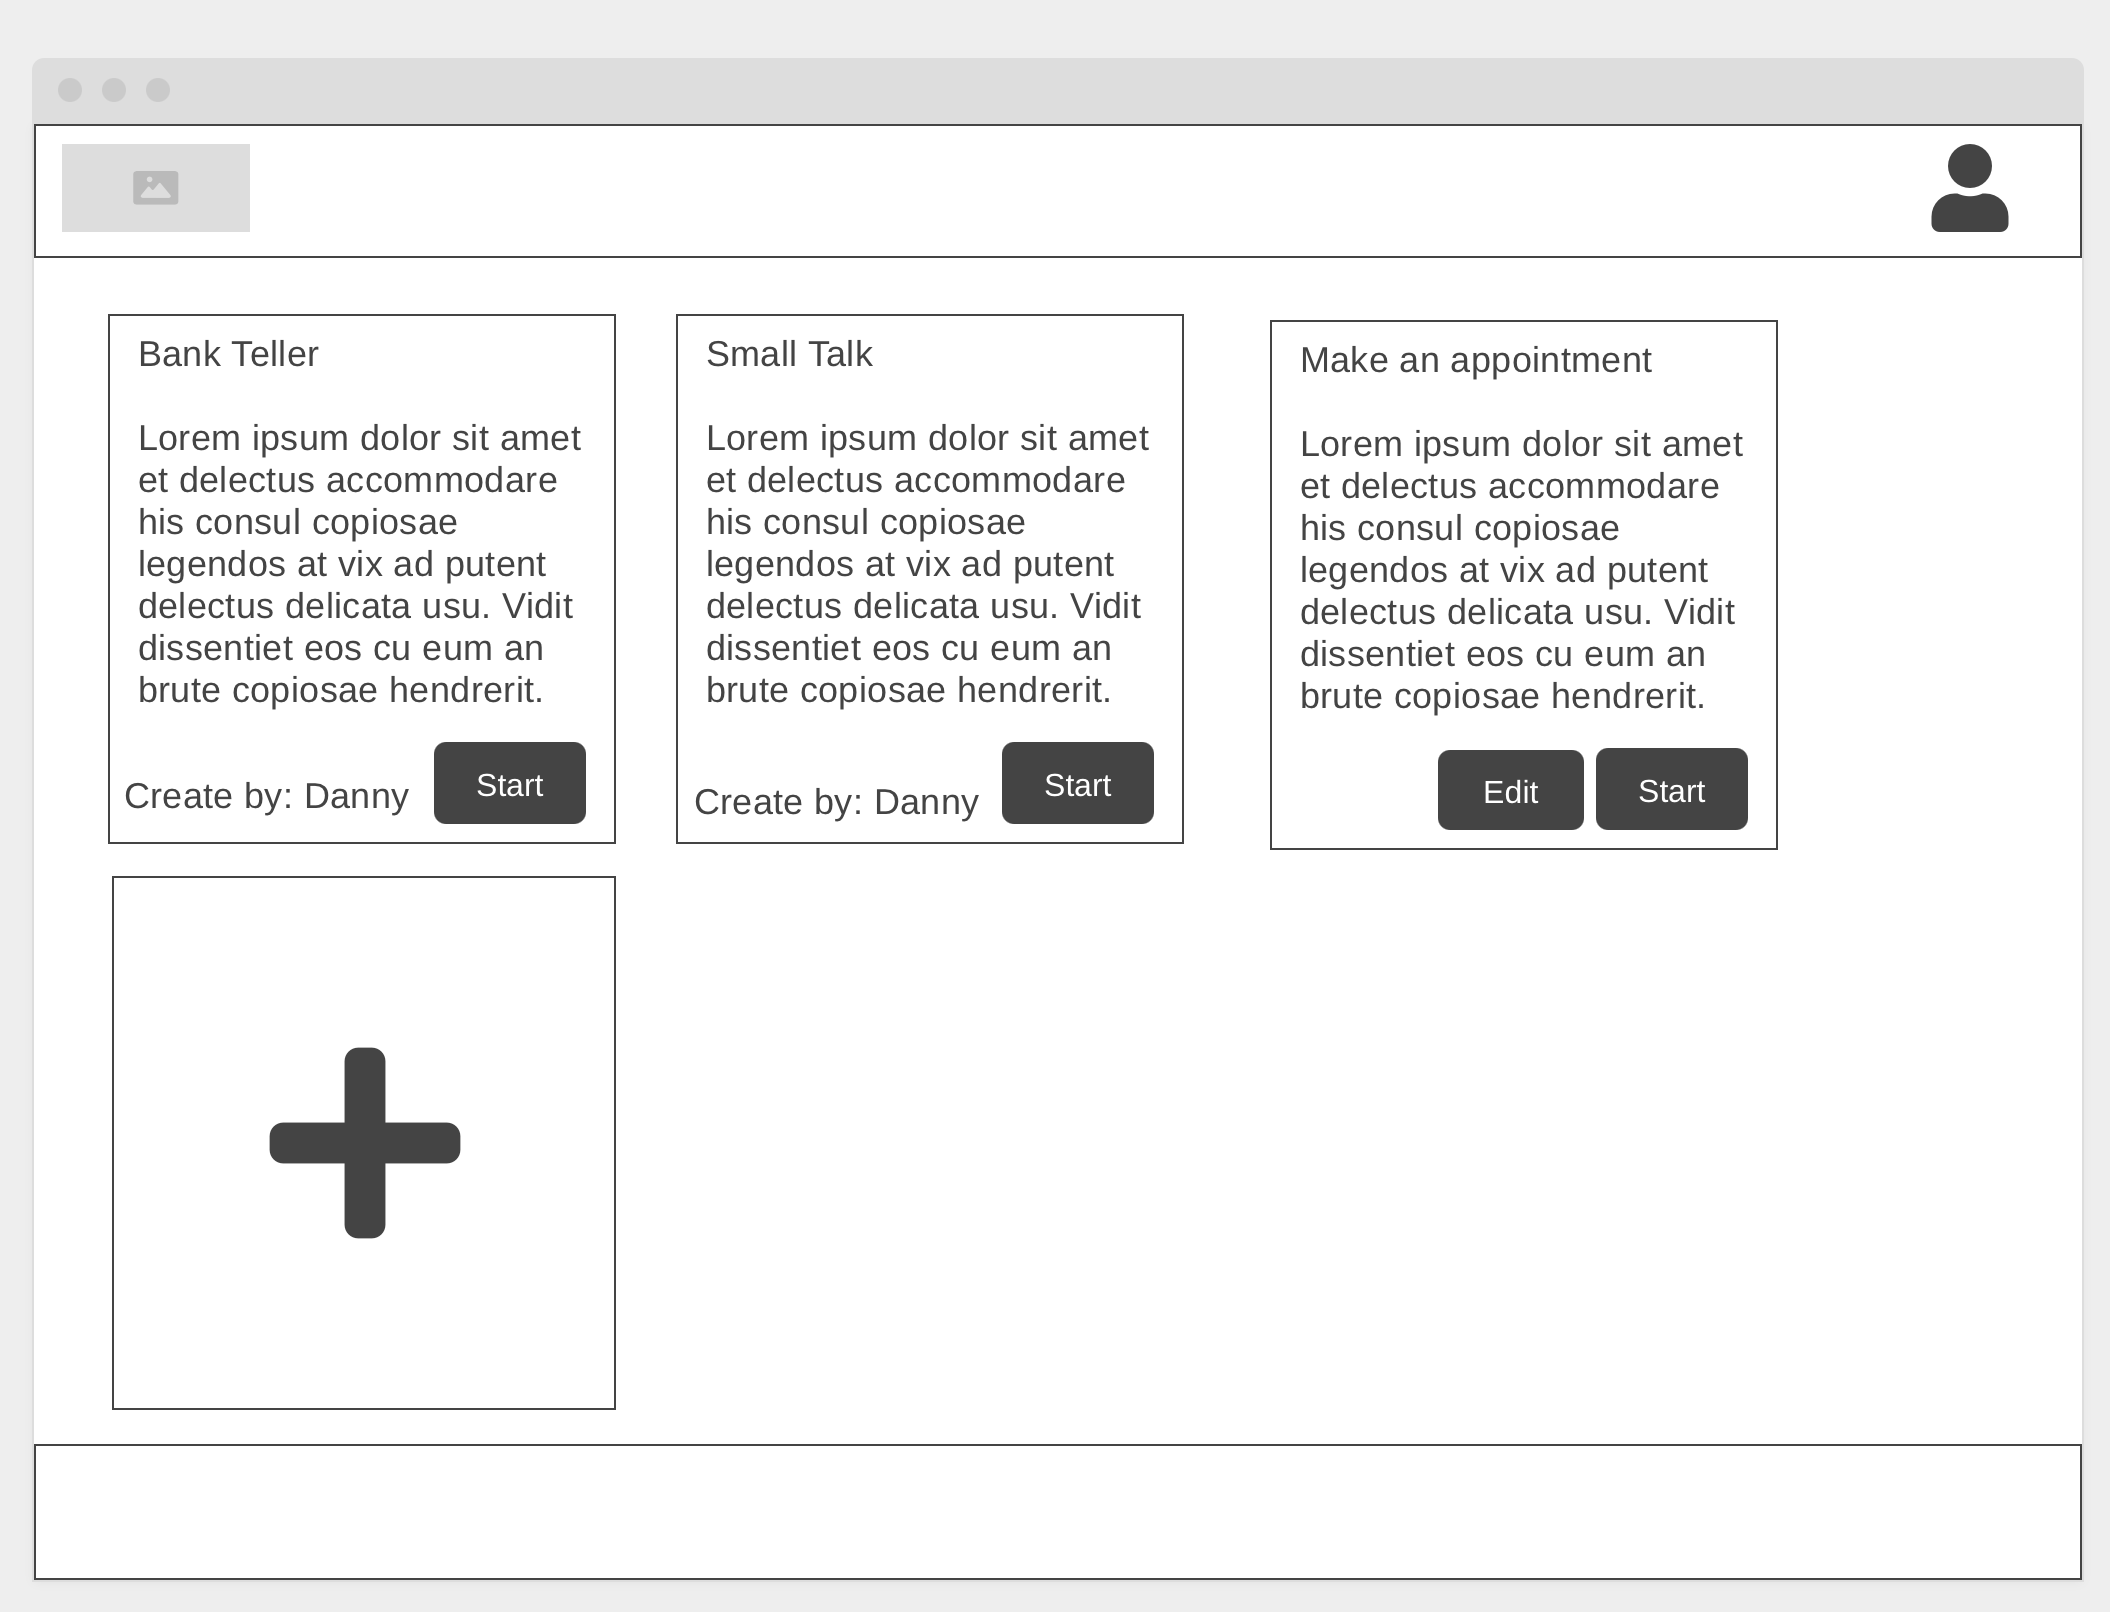 Bank Teller
Lorem ipsum dolor sit amet
et delectus accommodare
his consul copiosae
legendos at vix ad putent
delectus delicata usu. Vidit
dissentiet eos cu eum an
brute copiosae hendrerit.
Create by: Danny
Start
Small Talk
Lorem ipsum dolor sit amet
et delectus accommodare
his consul copiosae
legendos at vix ad putent
delectus delicata usu. Vidit
dissentiet eos cu eum an
brute copiosae hendrerit.
Create by: Danny
Start
Make an appointment
Lorem ipsum dolor sit amet
et delectus accommodare
his consul copiosae
legendos at vix ad putent
delectus delicata usu. Vidit
dissentiet eos cu eum an
brute copiosae hendrerit.
Edit
Start